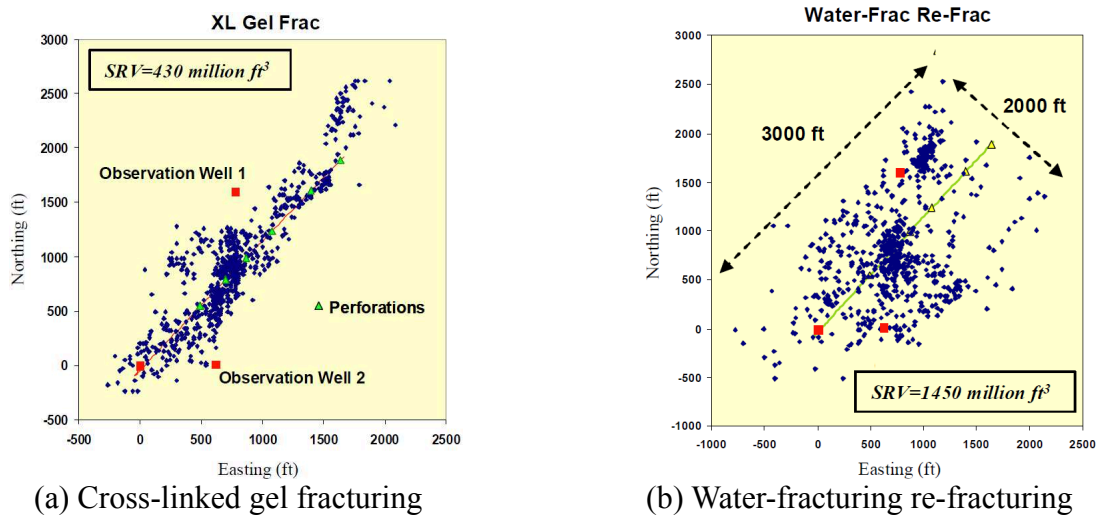 XL Gel Frac
SRV=430 million ft³
3000
2500
2000
1500
1000
500
0
-500
Northing (ft)
Observation Well 1
Perforations
Observation Well 2
-500 0 500 1000 1500 2000 2500
Easting (ft)
(a) Cross-linked gel fracturing
Water-Frac Re-Frac
3000
2500
2000
1500
1000
500
0
-500
-1000
Northing (ft)
3000 ft
2000 ft
SRV=1450 million ft³
-1000 -500 0 500 1000 1500 2000 2500
Easting (ft)
(b) Water-fracturing re-fracturing